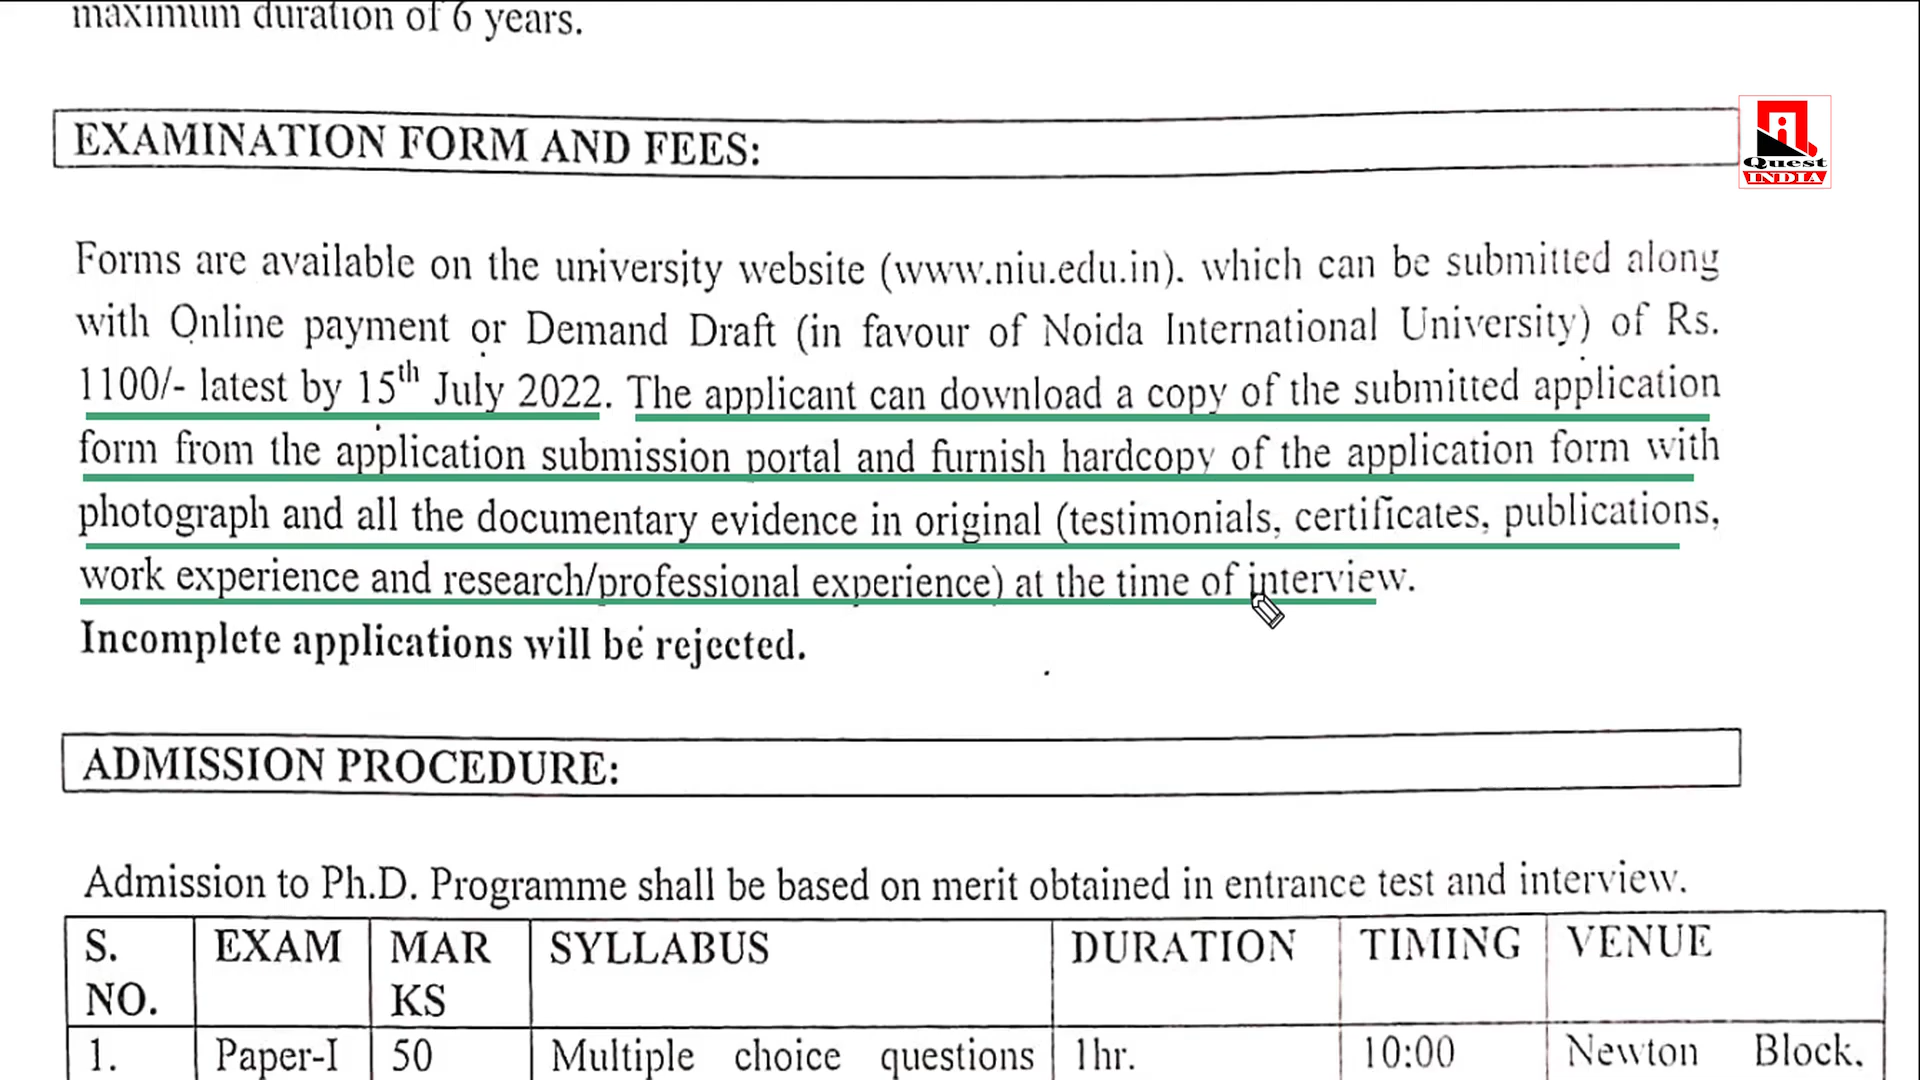 maximum duration of 6 years.
EXAMINATION FORM AND FEES:
Quest
INDIA
Forms are available on the university website (www.niu.edu.in). which can be submitted along
with Online payment or Demand Draft (in favour of Noida International University) of Rs.
1100/- latest by 15th July 2022. The applicant can download a copy of the submitted application
form from the application submission portal and furnish hardcopy of the application form with
photograph and all the documentary evidence in original (testimonials, certificates, publications,
work experience and research/professional experience) at the time of interview.
Incomplete applications will be rejected.
ADMISSION PROCEDURE:
Admission to Ph.D. Programme shall be based on merit obtained in entrance test and interview.
S. NO. EXAM MAR KS SYLLABUS DURATION TIMING VENUE
1. Paper-I 50 Multiple choice questions 1hr. 10:00 Newton Block,